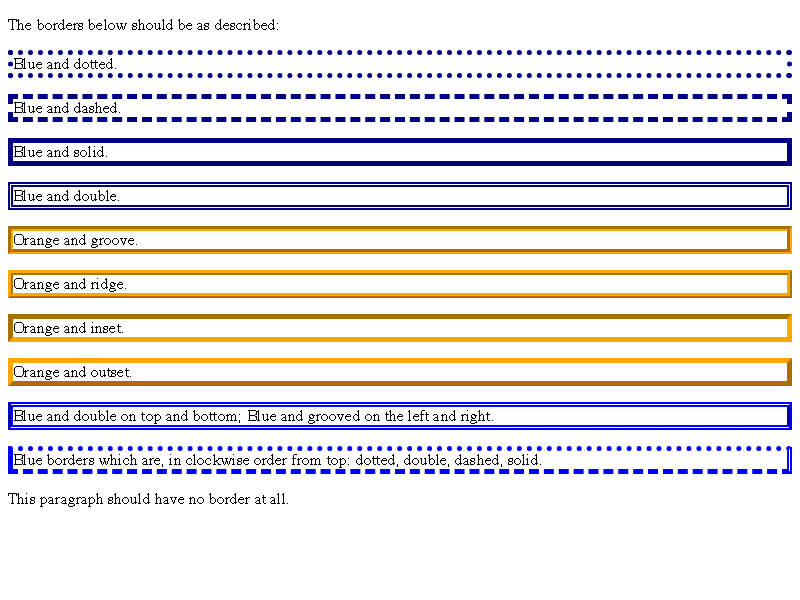 The borders below should be as described:
Blue and dotted.
Blue and dashed.
Blue and solid.
Blue and double.
Orange and groove.
Orange and ridge.
Orange and inset.
Orange and outset.
Blue and double on top and bottom; Blue and grooved on the left and right.
Blue borders which are, in clockwise order from top: dotted, double, dashed, solid.
This paragraph should have no border at all.